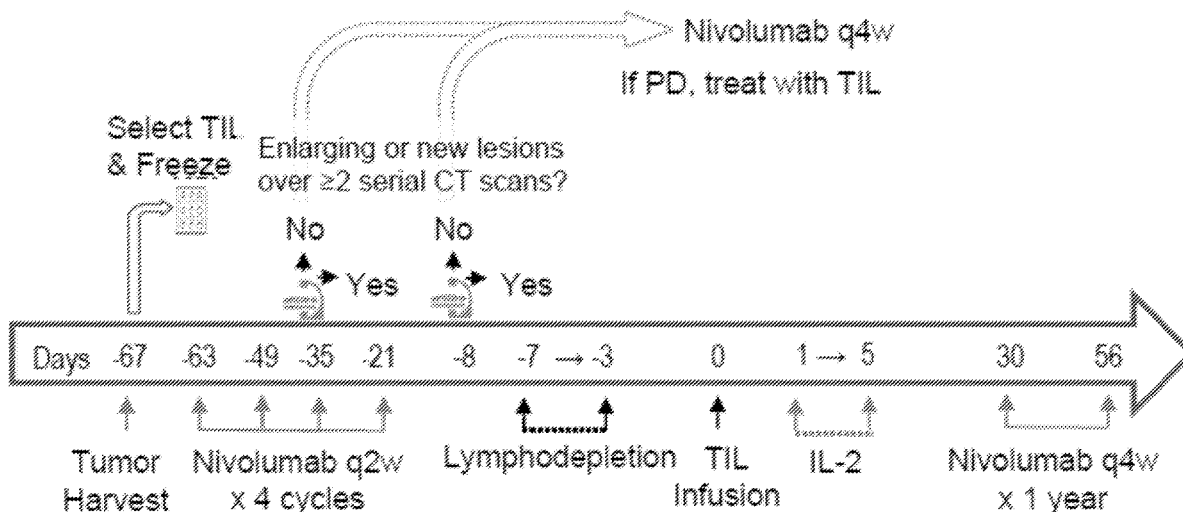 Nivolumab q4w
If PD, treat with TIL
Select TIL
& Freeze
Enlarging or new lesions
over ≥2 serial CT scans?
No
No
Yes
Yes
Days -67 -63 -49 -35 -21 -8 -7 → -3 0 1 → 5 30 56
Tumor
Harvest
Nivolumab q2w
x 4 cycles
Lymphodepletion
TIL
Infusion
IL-2
Nivolumab q4w
x 1 year